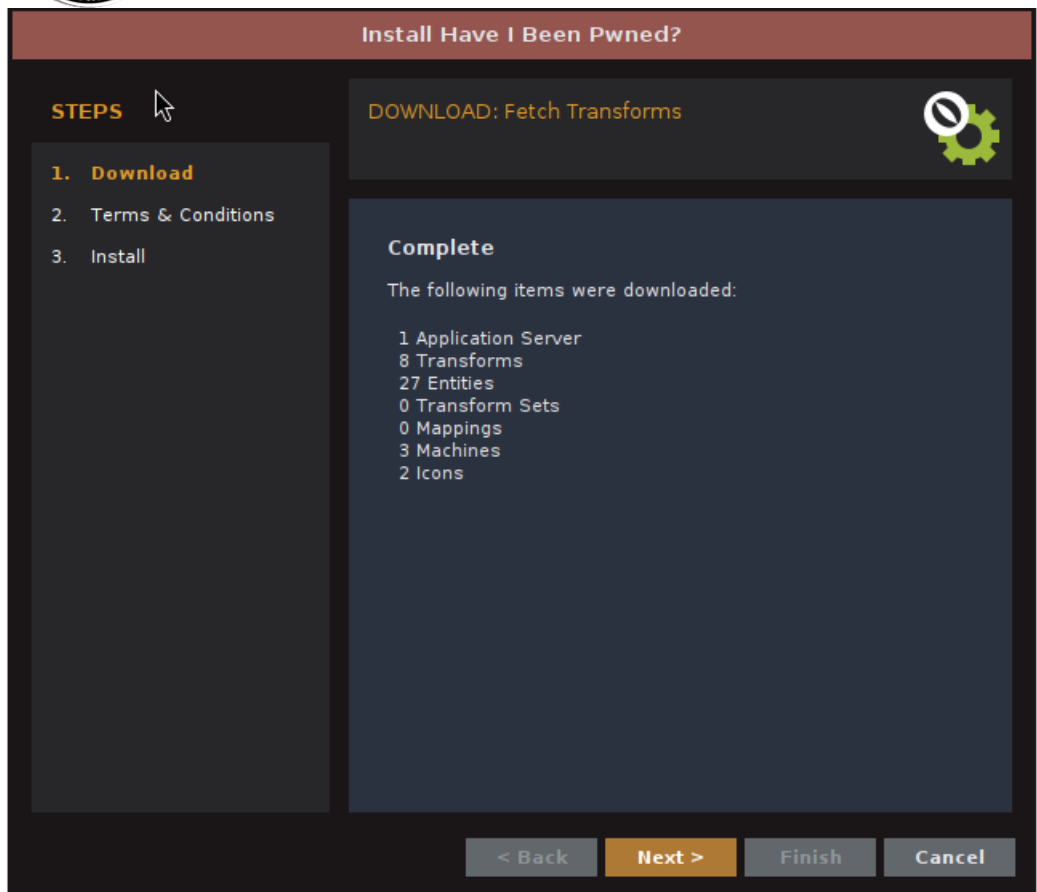 Install Have I Been Pwned?
STEPS
1. Download
2. Terms & Conditions
3. Install
DOWNLOAD: Fetch Transforms
Complete
The following items were downloaded:
1 Application Server
8 Transforms
27 Entities
0 Transform Sets
0 Mappings
3 Machines
2 Icons
< Back
Next >
Finish
Cancel